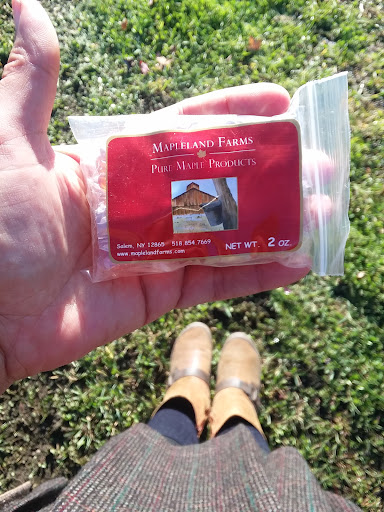 MAPLELAND FARMS
PURE MAPLE PRODUCTS
Salem, NY 12865 518 854 7669
www.maplelandfarms.com
NET WT. 2 OZ.